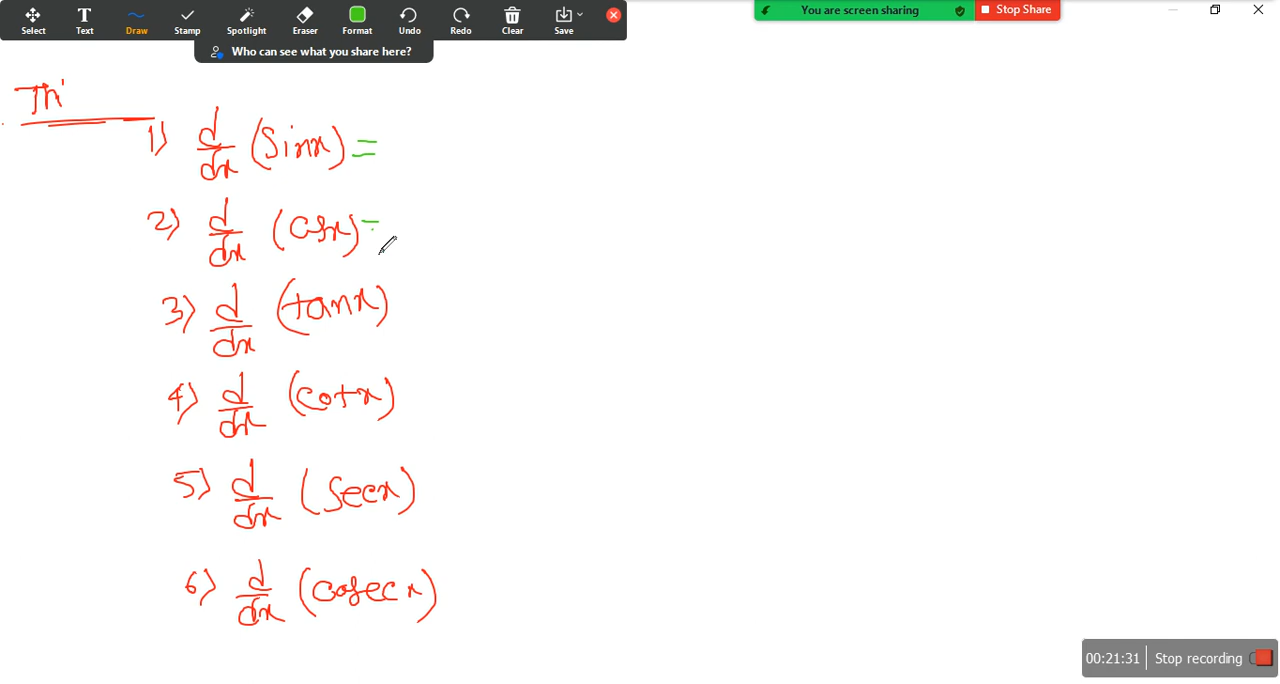 Select Text Draw Stamp Spotlight Eraser Format Undo Redo Clear Save
You are screen sharing Stop Share
Who can see what you share here?
Tri
1) d/dx (sinx) =
2) d/dx (cosx) =
3) d/dx (tanx)
4) d/dx (cotx)
5) d/dx (secx)
6) d/dx (cosecx)
00:21:31 Stop recording